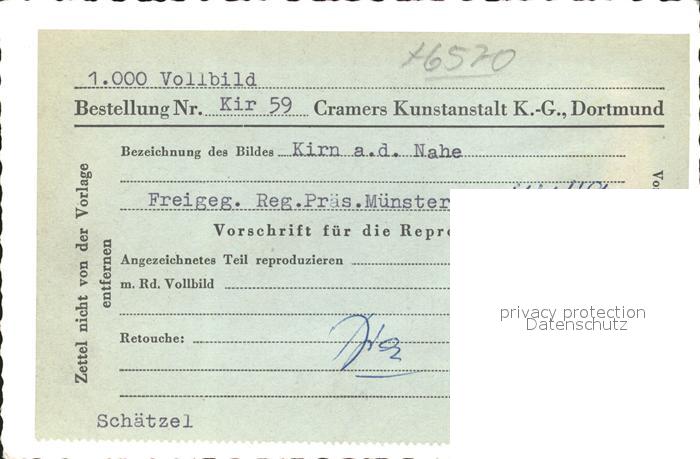 +6520
1.000 Vollbild
Bestellung Nr. Kir 59 Cramers Kunstanstalt K.-G., Dortmund
Bezeichnung des Bildes Kirn a.d. Nahe
Freigeg. Reg.Präs.Münster
Vorschrift für die Repro
Angezeichnetes Teil reproduzieren
m. Rd. Vollbild
Retouche:
Schätzel
Zettel nicht von der Vorlage
entfernen
Vo
privacy protection
Datenschutz